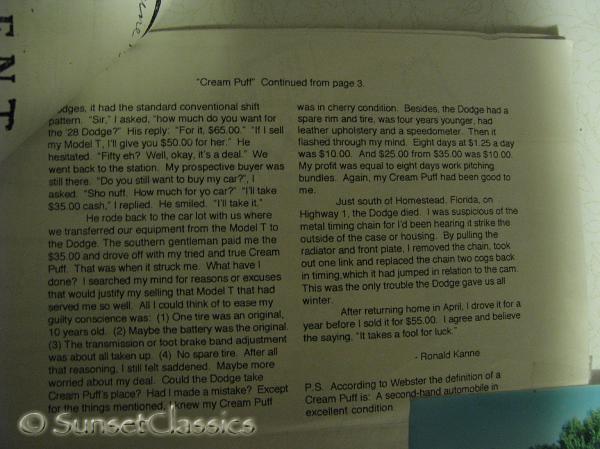 ENT
"Cream Puff" Continued from page 3.
it had the standard conventional shift
pattern. "Sir," I asked, "how much do you want for
the '28 Dodge?" His reply: "For it, $65.00." "If I sell
my Model T, I'll give you $50.00 for her." He
hesitated. "Fifty eh? Well, okay, it's a deal." We
went back to the station. My prospective buyer was
still there. "Do you still want to buy my car?", I
asked. "Sho nuff. How much for yo car?" "I'll take
$35.00 cash," I replied. He smiled. "I'll take it."
He rode back to the car lot with us where
we transferred our equipment from the Model T to
the Dodge. The southern gentleman paid me the
$35.00 and drove off with my tried and true Cream
Puff. That was when it struck me. What have I
done? I searched my mind for reasons or excuses
that would justify my selling that Model T that had
served me so well. All I could think of to ease my
guilty conscience was: (1) One tire was an original,
10 years old. (2) Maybe the battery was the original.
(3) The transmission or foot brake band adjustment
was about all taken up. (4) No spare tire. After all
that reasoning, I still felt saddened. Maybe more
worried about my deal. Could the Dodge take
Cream Puff's place? Had I made a mistake? Except
for the things mentioned, I knew my Cream Puff
was in cherry condition. Besides, the Dodge had a
spare rim and tire, was four years younger, had
leather upholstery and a speedometer. Then it
flashed through my mind. Eight days at $1.25 a day
was $10.00. And $25.00 from $35.00 was $10.00.
My profit was equal to eight days work pitching
bundles. Again, my Cream Puff had been good to
me.
Just south of Homestead, Florida, on
Highway 1, the Dodge died. I was suspicious of the
metal timing chain for I'd been hearing it strike the
outside of the case or housing. By pulling the
radiator and front plate, I removed the chain, took
out one link and replaced the chain two cogs back
in timing,which it had jumped in relation to the cam.
This was the only trouble the Dodge gave us all
winter.
After returning home in April, I drove it for a
year before I sold it for $55.00. I agree and believe
the saying, "It takes a fool for luck."
- Ronald Kanne
P.S. According to Webster the definition of a
Cream Puff is: A second-hand automobile in
excellent condition.
© SunsetClassics